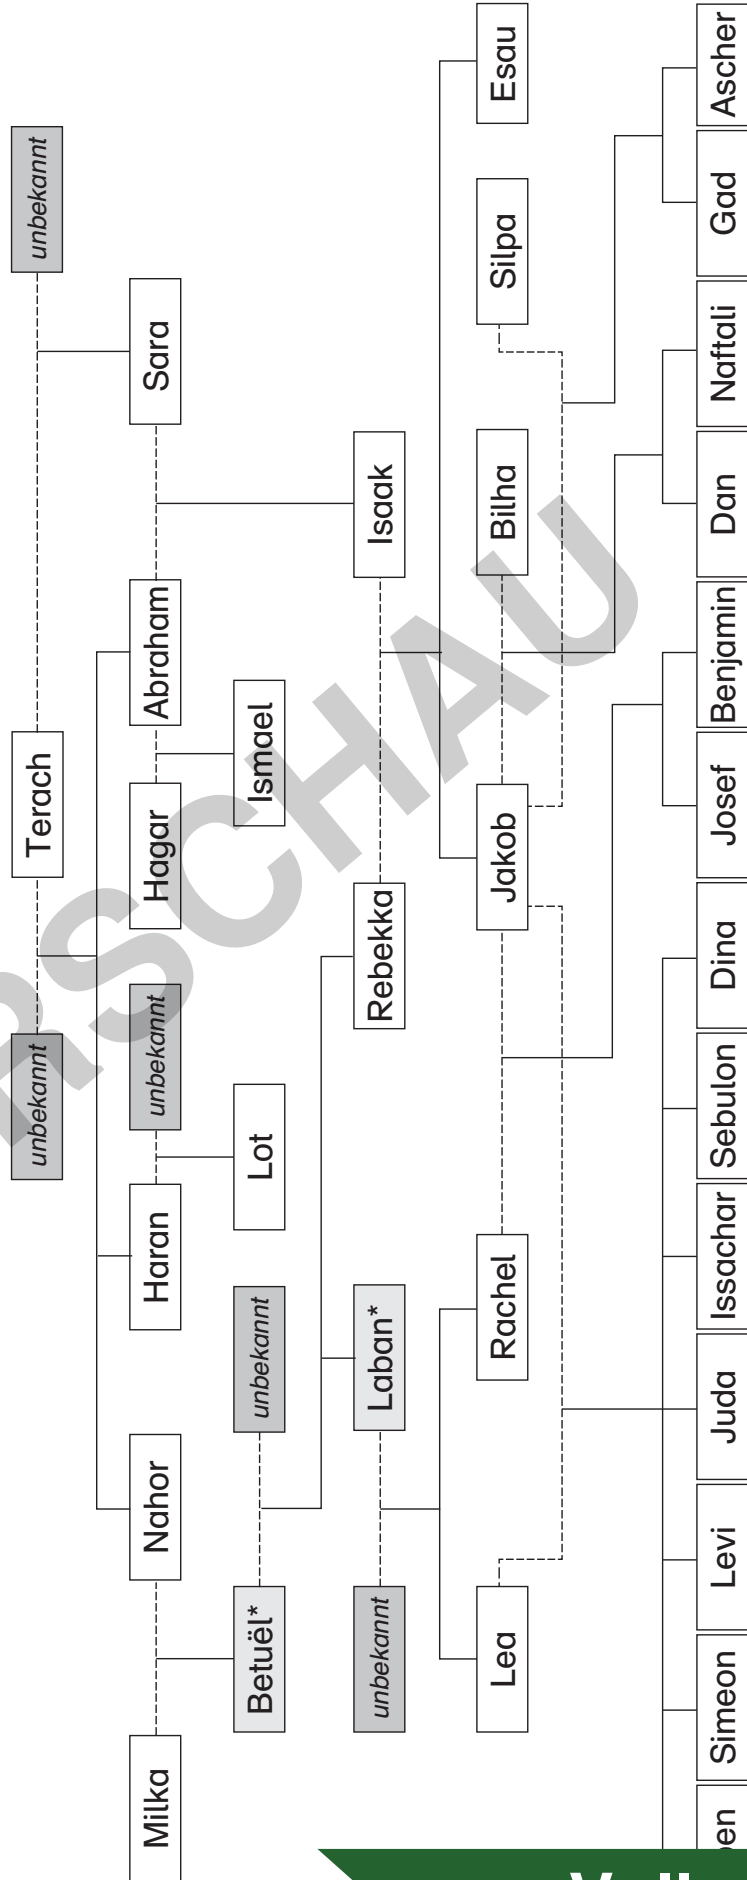 unbekannt
Terach
unbekannt
Milka
Nahor
Haran
unbekannt
Hagar
Abraham
Sara
Betuël*
unbekannt
Lot
Ismael
unbekannt
Laban*
Rebekka
Isaak
Lea
Rachel
Jakob
Bilha
Silpa
Esau
Simeon
Levi
Juda
Issachar
Sebulon
Dina
Josef
Benjamin
Dan
Naftali
Gad
Ascher